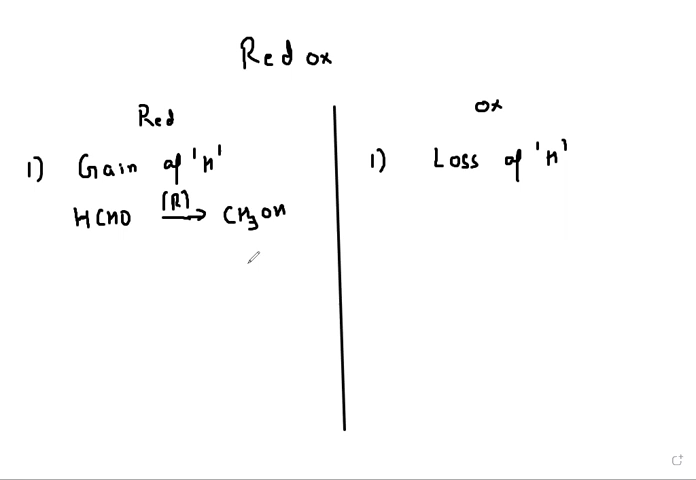 Redox
Red
1) Gain of 'H'
HCHO [R]→ CH3OH
Ox
1) Loss of 'H'